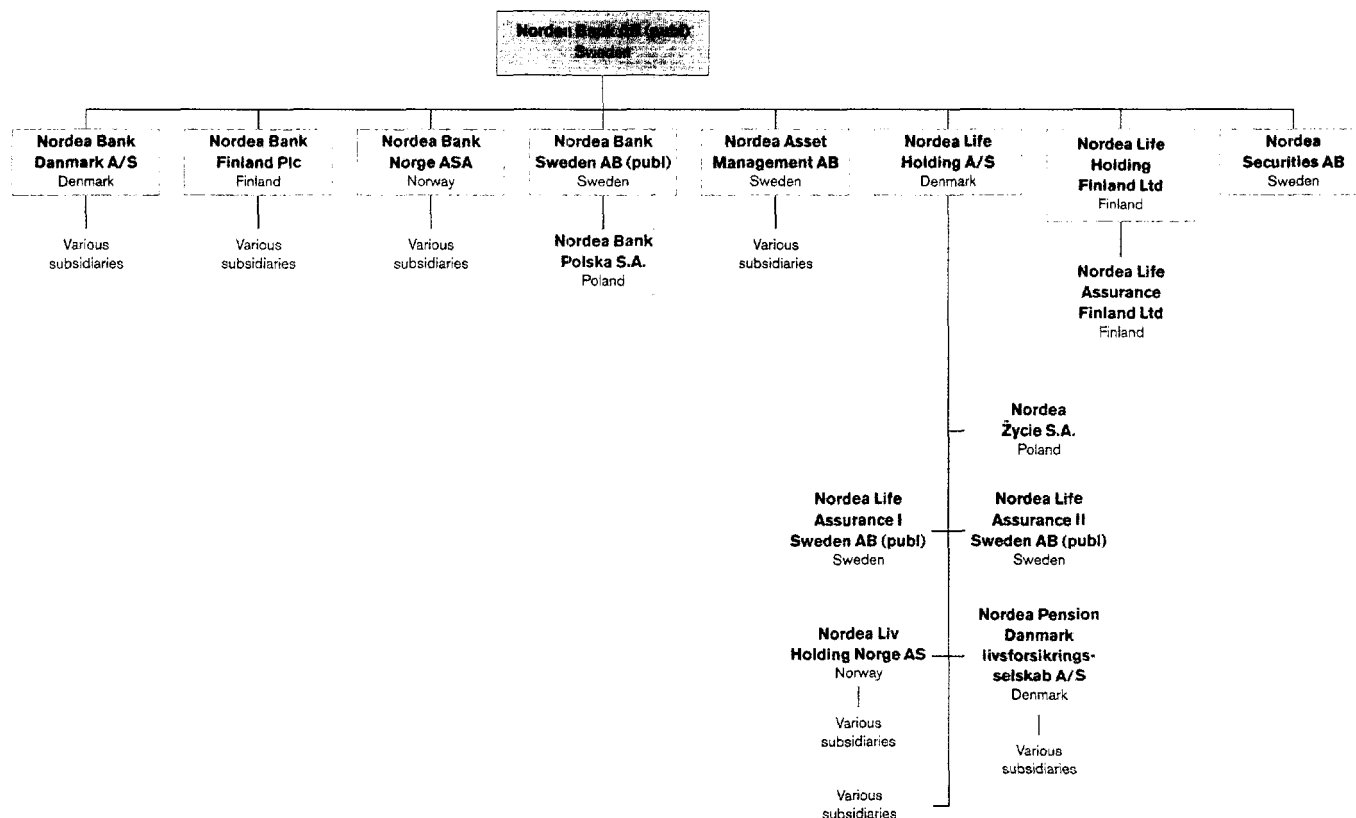 Nordea Bank AB (publ)
Sweden
Nordea Bank
Danmark A/S
Denmark
Nordea Bank
Finland Plc
Finland
Nordea Bank
Norge ASA
Norway
Nordea Bank
Sweden AB (publ)
Sweden
Nordea Asset
Management AB
Sweden
Nordea Life
Holding A/S
Denmark
Nordea Life
Holding
Finland Ltd
Finland
Nordea
Securities AB
Sweden
Various
subsidiaries
Various
subsidiaries
Various
subsidiaries
Nordea Bank
Polska S.A.
Poland
Various
subsidiaries
Nordea Life
Assurance
Finland Ltd
Finland
Nordea
Życie S.A.
Poland
Nordea Life
Assurance I
Sweden AB (publ)
Sweden
Nordea Life
Assurance II
Sweden AB (publ)
Sweden
Nordea Liv
Holding Norge AS
Norway
Various
subsidiaries
Nordea Pension
Danmark
livsforsikrings-
selskab A/S
Denmark
Various
subsidiaries
Various
subsidiaries